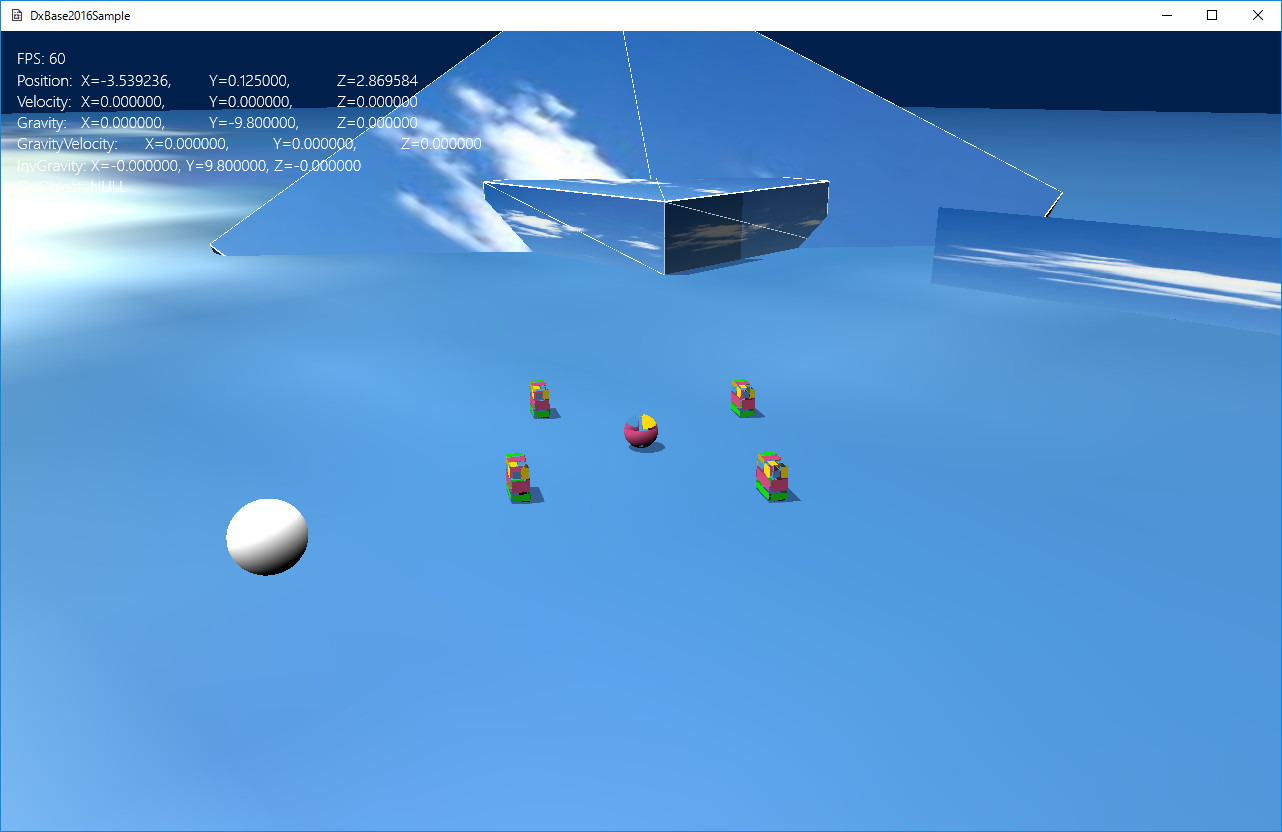 DxBase2016Sample
FPS: 60
Position: X=-3.539236, Y=0.125000, Z=2.869584
Velocity: X=0.000000, Y=0.000000, Z=0.000000
Gravity: X=0.000000, Y=-9.800000, Z=0.000000
GravityVelocity: X=0.000000, Y=0.000000, Z=0.000000
InvGravity: X=-0.000000, Y=9.800000, Z=-0.000000
NULL